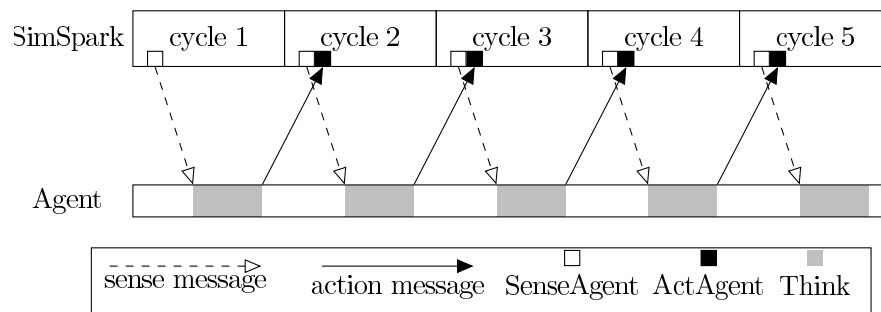 SimSpark cycle 1 cycle 2 cycle 3 cycle 4 cycle 5
Agent
sense message action message SenseAgent ActAgent Think